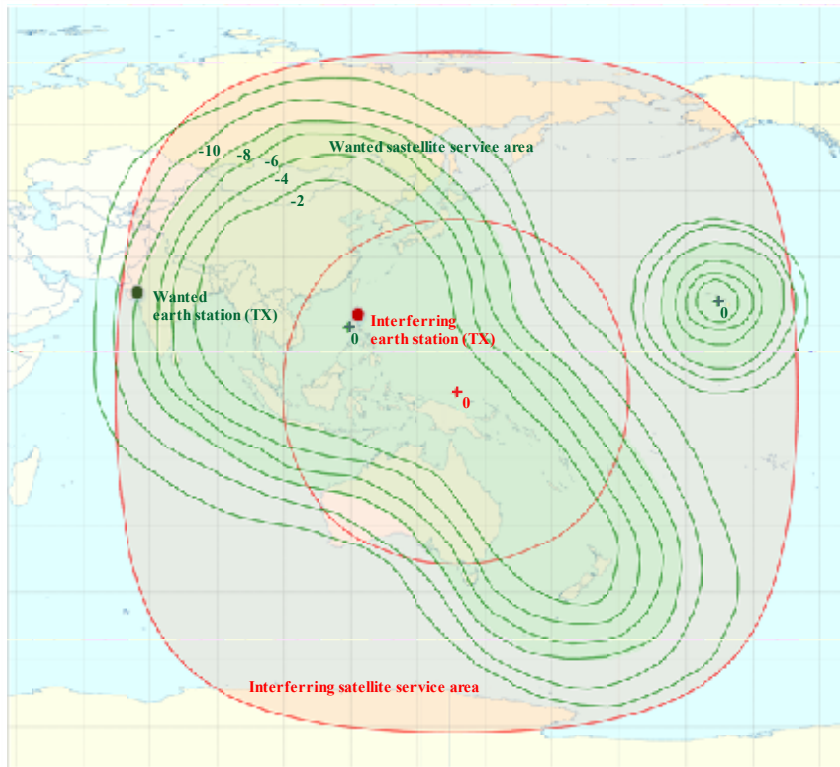 -10
-8
-6
-4
-2
Wanted sastellite service area
Wanted
earth station (TX)
Interferring
earth station (TX)
0
0
0
Interferring satellite service area